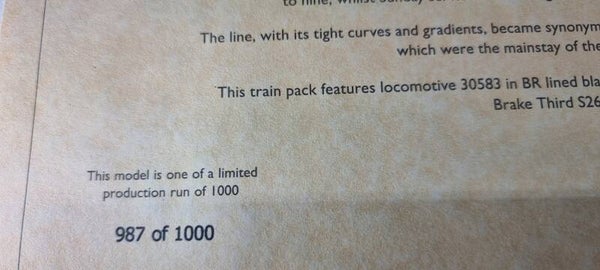 The line, with its tight curves and gradients, became
which were the mainstay of the
This train pack features locomotive 30583 in BR lined
Brake Third
This model is one of a limited
production run of 1000
987 of 1000